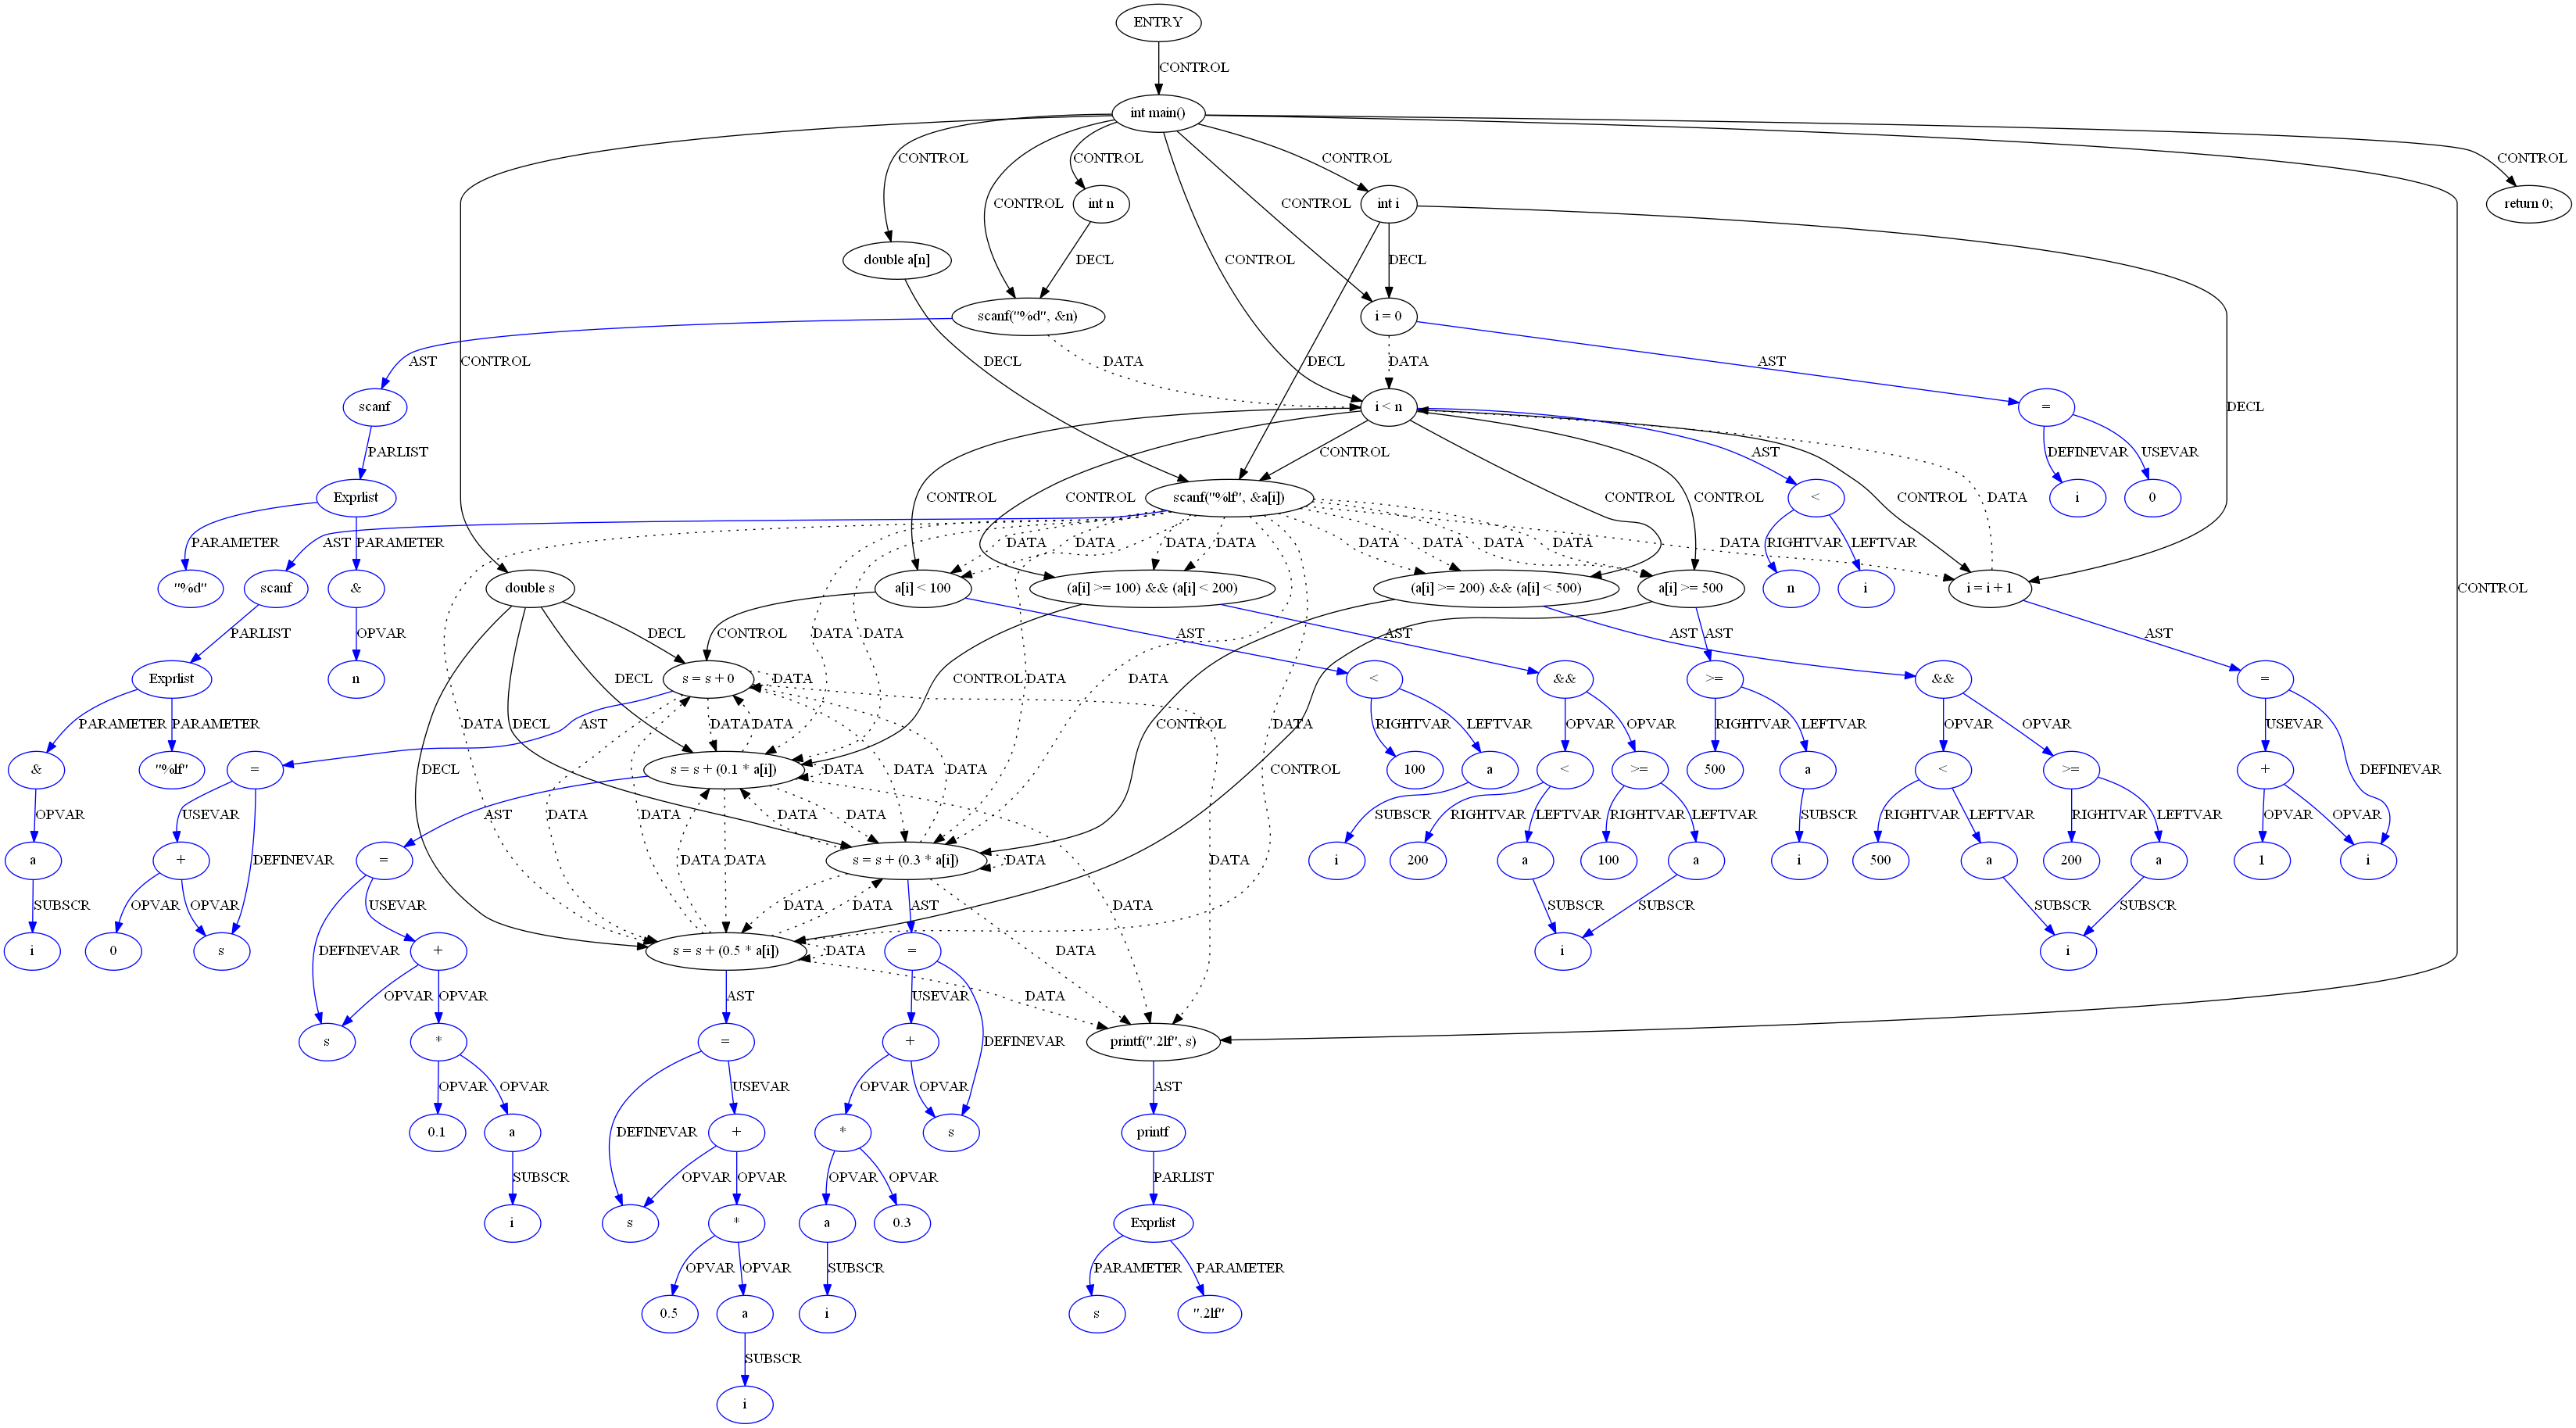 ENTRY
CONTROL
int main()
CONTROL CONTROL CONTROL CONTROL
CONTROL CONTROL CONTROL
int n int i return 0;
double a[n] DECL CONTROL DECL
scanf("%d", &n) i = 0
CONTROL AST DATA DECL DECL DATA AST DECL
scanf i < n =
PARLIST CONTROL AST DEFINEVAR USEVAR
Exprlist scanf("%lf", &a[i]) CONTROL CONTROL CONTROL CONTROL CONTROL DATA < i 0
PARAMETER PARAMETER AST DATA DATA DATA DATA DATA DATA DATA DATA DATA RIGHTVAR LEFTVAR
"%d" scanf & double s a[i] < 100 (a[i] >= 100) && (a[i] < 200) (a[i] >= 200) && (a[i] < 500) a[i] >= 500 n i i = i + 1 CONTROL
PARLIST OPVAR DECL CONTROL DATA DATA AST AST AST AST AST
Exprlist n s = s + 0 DATA DATA DATA DATA < && >= && =
PARAMETER PARAMETER AST DECL DECL DATA DATA DATA CONTROL RIGHTVAR LEFTVAR OPVAR OPVAR RIGHTVAR LEFTVAR OPVAR OPVAR USEVAR
& "%lf" = s = s + (0.1 * a[i]) DATA DATA DATA CONTROL CONTROL 100 a < >= 500 a < >= + DEFINEVAR
OPVAR USEVAR DECL AST DATA DATA DATA DATA DATA DATA SUBSCR RIGHTVAR LEFTVAR RIGHTVAR LEFTVAR SUBSCR RIGHTVAR LEFTVAR RIGHTVAR LEFTVAR OPVAR OPVAR
a + DEFINEVAR = s = s + (0.3 * a[i]) DATA i 200 a 100 a i 500 a 200 a 1 i
SUBSCR OPVAR OPVAR USEVAR DATA DATA AST DATA SUBSCR SUBSCR SUBSCR SUBSCR
i 0 s DEFINEVAR + s = s + (0.5 * a[i]) DATA = DATA i i
OPVAR OPVAR AST USEVAR DATA DEFINEVAR
s * = + printf(".2lf", s)
OPVAR OPVAR USEVAR OPVAR OPVAR AST
0.1 a DEFINEVAR + * s printf
SUBSCR OPVAR OPVAR OPVAR OPVAR PARLIST
i s * a 0.3 Exprlist
OPVAR OPVAR SUBSCR PARAMETER PARAMETER
0.5 a i s ".2lf"
SUBSCR
i